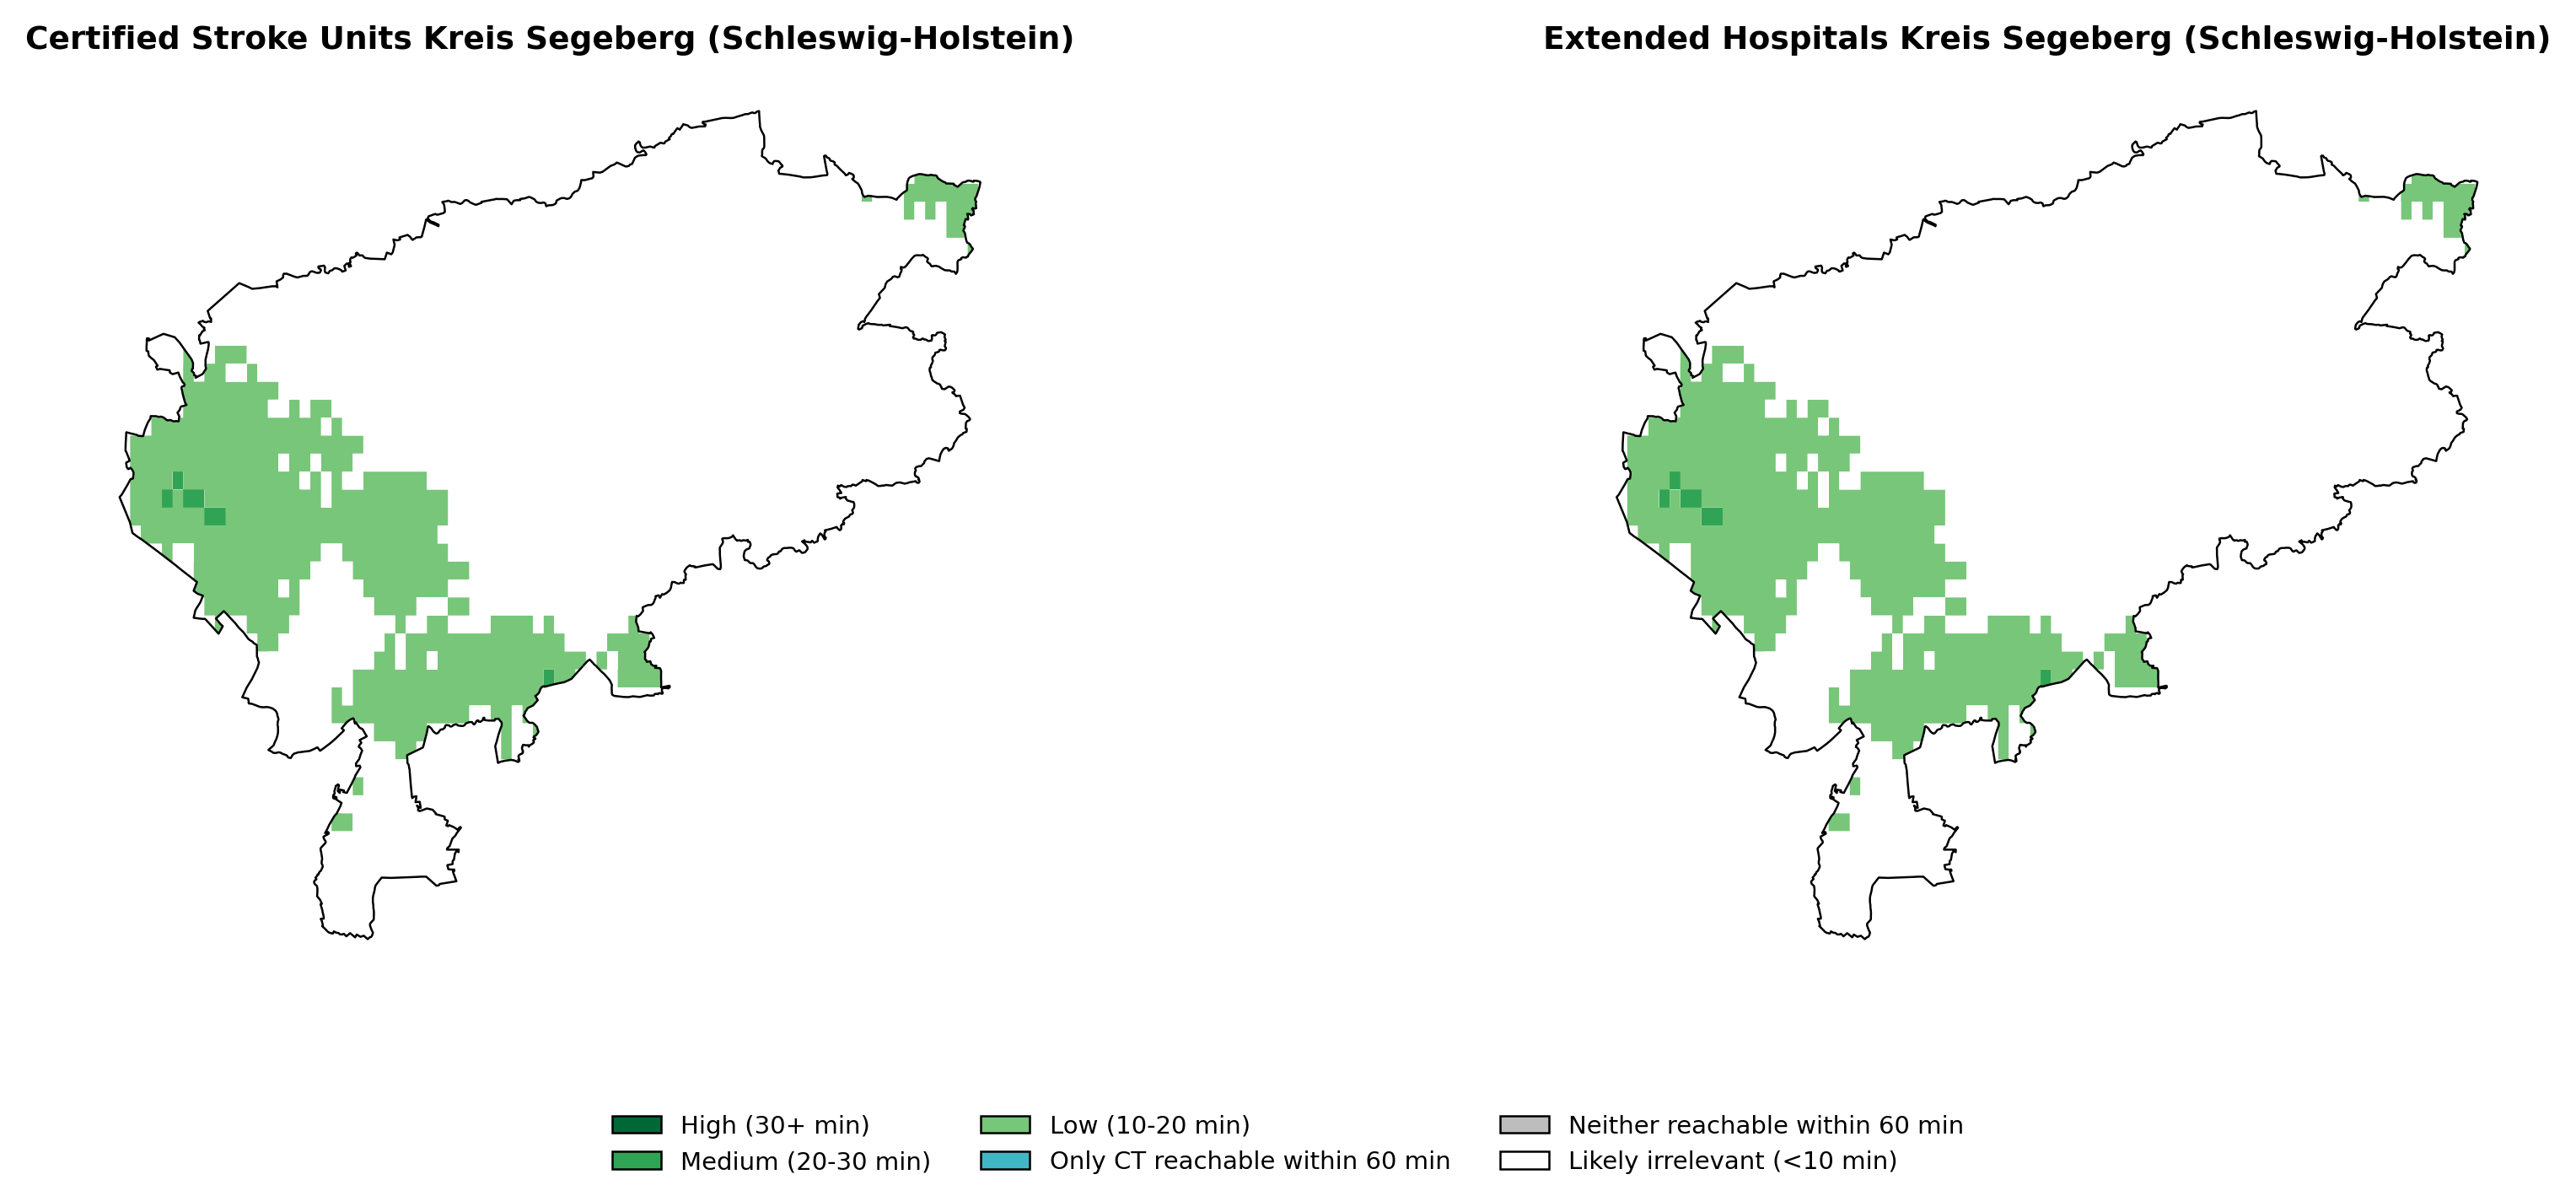 Certified Stroke Units Kreis Segeberg (Schleswig-Holstein)
Extended Hospitals Kreis Segeberg (Schleswig-Holstein)
High (30+ min)
Medium (20-30 min)
Low (10-20 min)
Only CT reachable within 60 min
Neither reachable within 60 min
Likely irrelevant (<10 min)